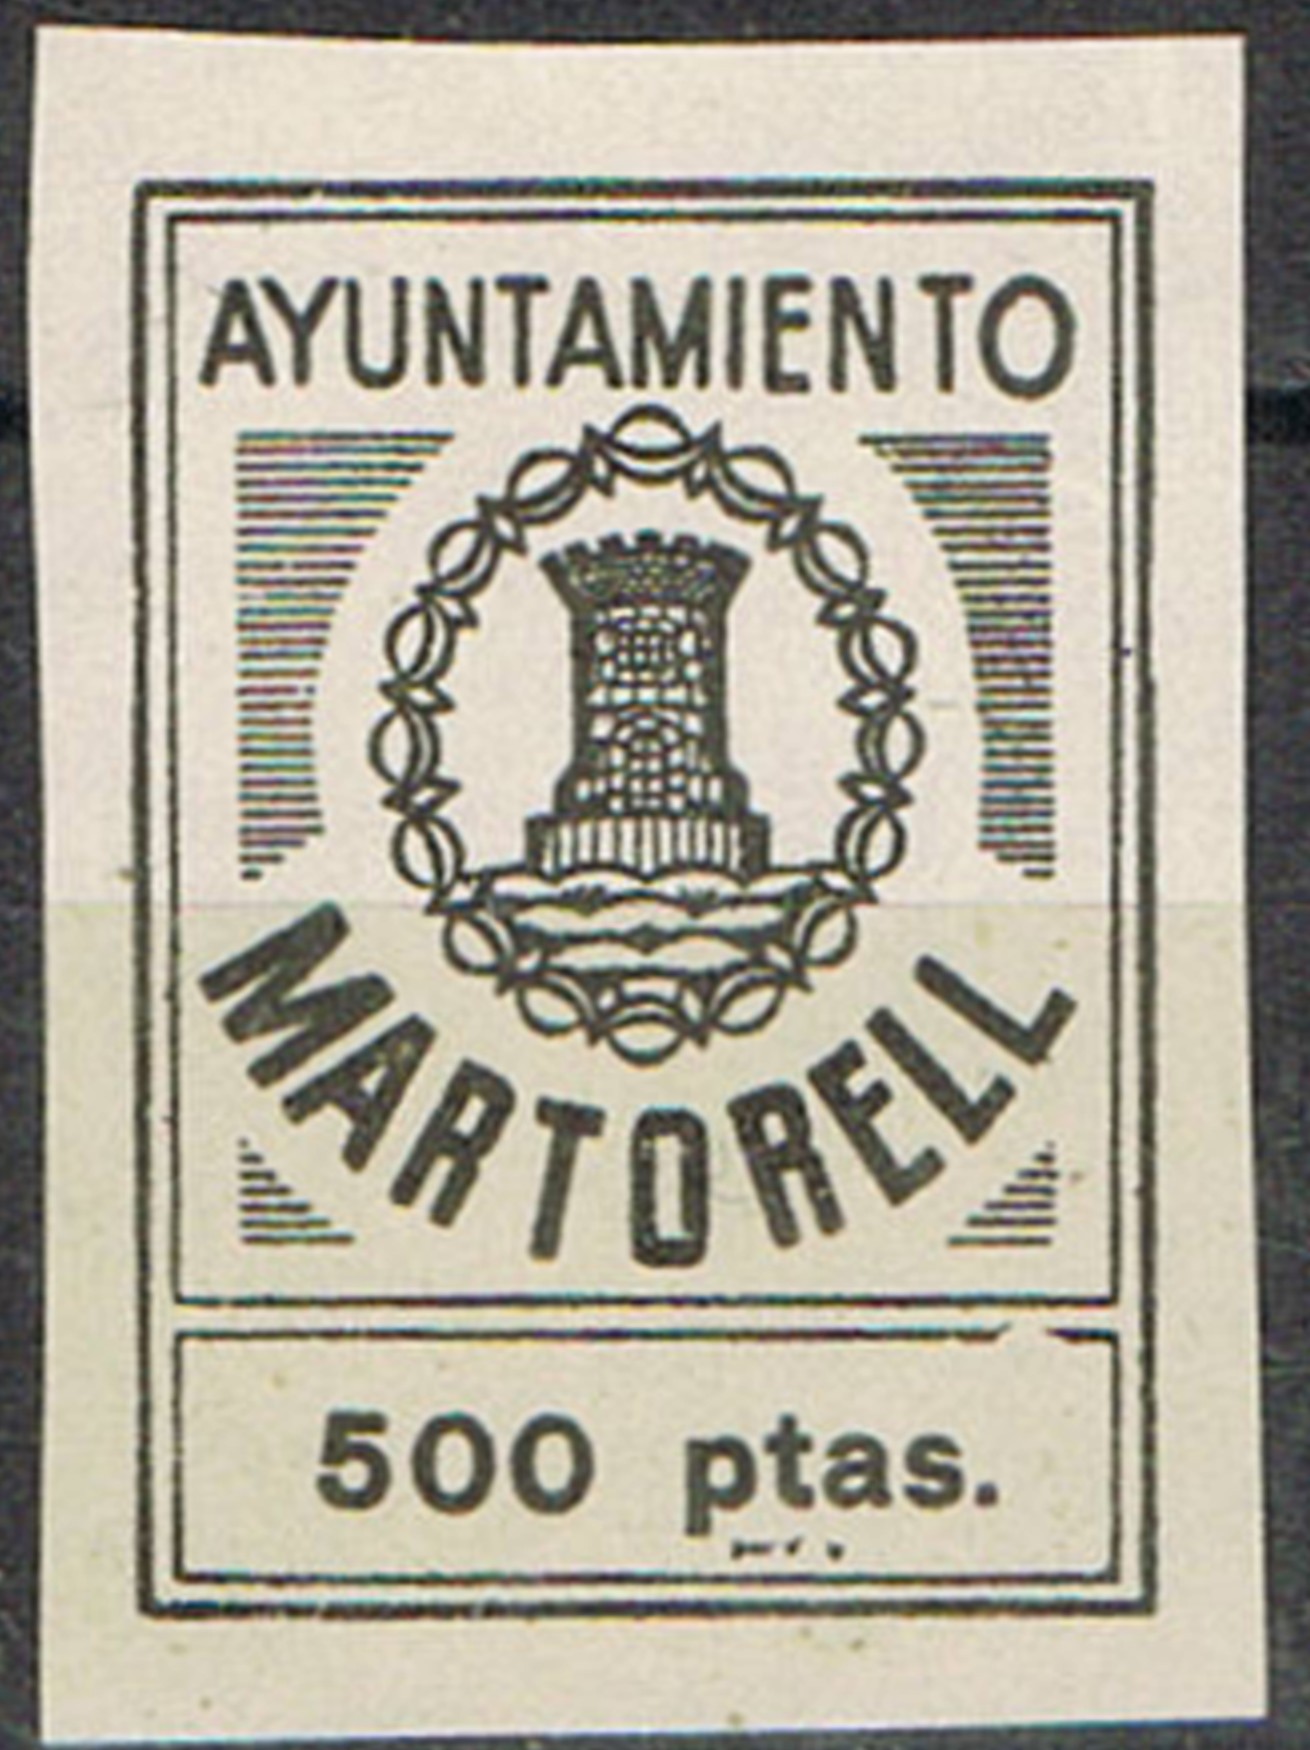 AYUNTAMIENTO
MARTORELL
500 ptas.